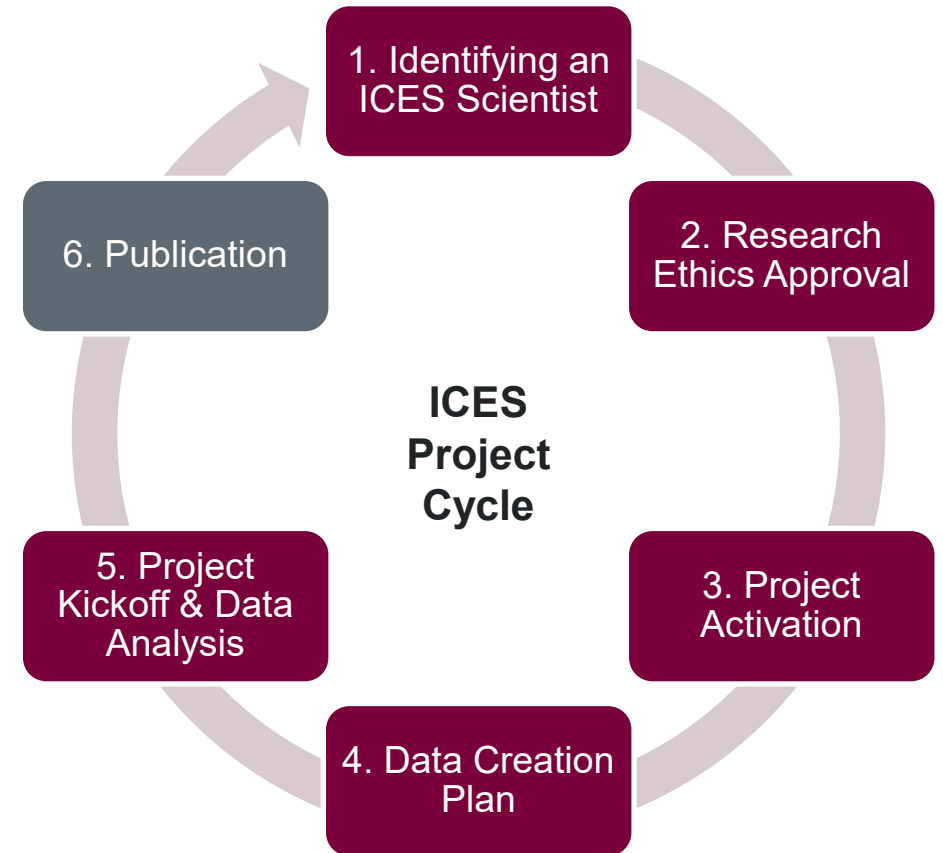 1. Identifying an
ICES Scientist
2. Research
Ethics Approval
3. Project
Activation
4. Data Creation
Plan
5. Project
Kickoff & Data
Analysis
6. Publication
ICES
Project
Cycle